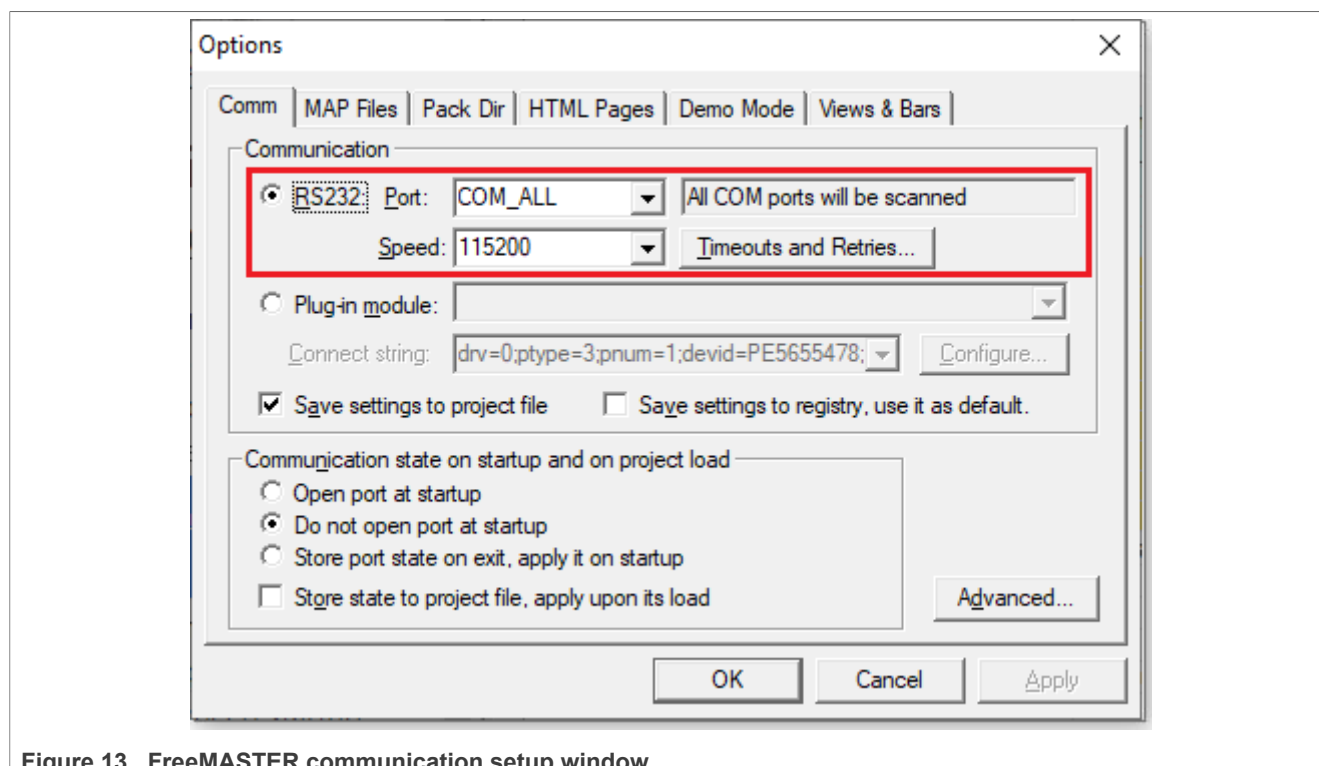 Options
Comm MAP Files Pack Dir HTML Pages Demo Mode Views & Bars
Communication
RS232: Port: COM_ALL All COM ports will be scanned
Speed: 115200 Timeouts and Retries...
Plug-in module:
Connect string: drv=0;ptype=3;pnum=1;devid=PE5655478; Configure...
Save settings to project file Save settings to registry, use it as default.
Communication state on startup and on project load
Open port at startup
Do not open port at startup
Store port state on exit, apply it on startup
Store state to project file, apply upon its load Advanced...
OK Cancel Apply
Figure 13. FreeMASTER communication setup window